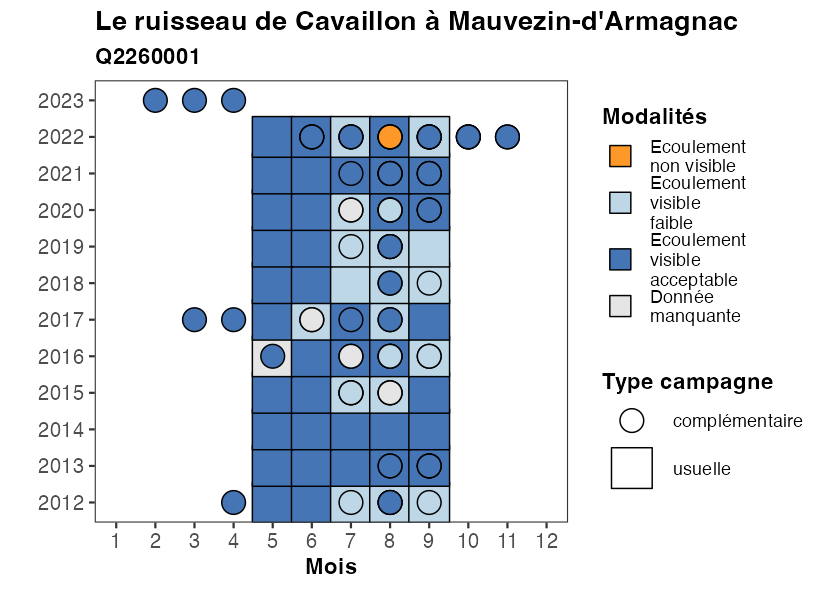 Le ruisseau de Cavaillon à Mauvezin-d'Armagnac
Q2260001
2023
2022
2021
2020
2019
2018
2017
2016
2015
2014
2013
2012
1 2 3 4 5 6 7 8 9 10 11 12
Mois
Modalités
Ecoulement
non visible
Ecoulement
visible
faible
Ecoulement
visible
acceptable
Donnée
manquante
Type campagne
complémentaire
usuelle